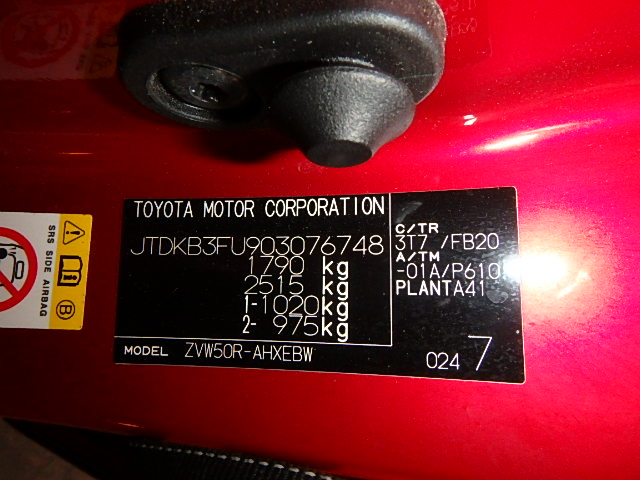 TOYOTA MOTOR CORPORATION
JTDKB3FU903076748
1790 kg
2515 kg
1-1020kg
2- 975kg
C/TR
3T7 /FB20
A/TM
-01A/P610
PLANTA41
MODEL ZVW50R-AHXEBW
024 7
SRS SIDE AIRBAG